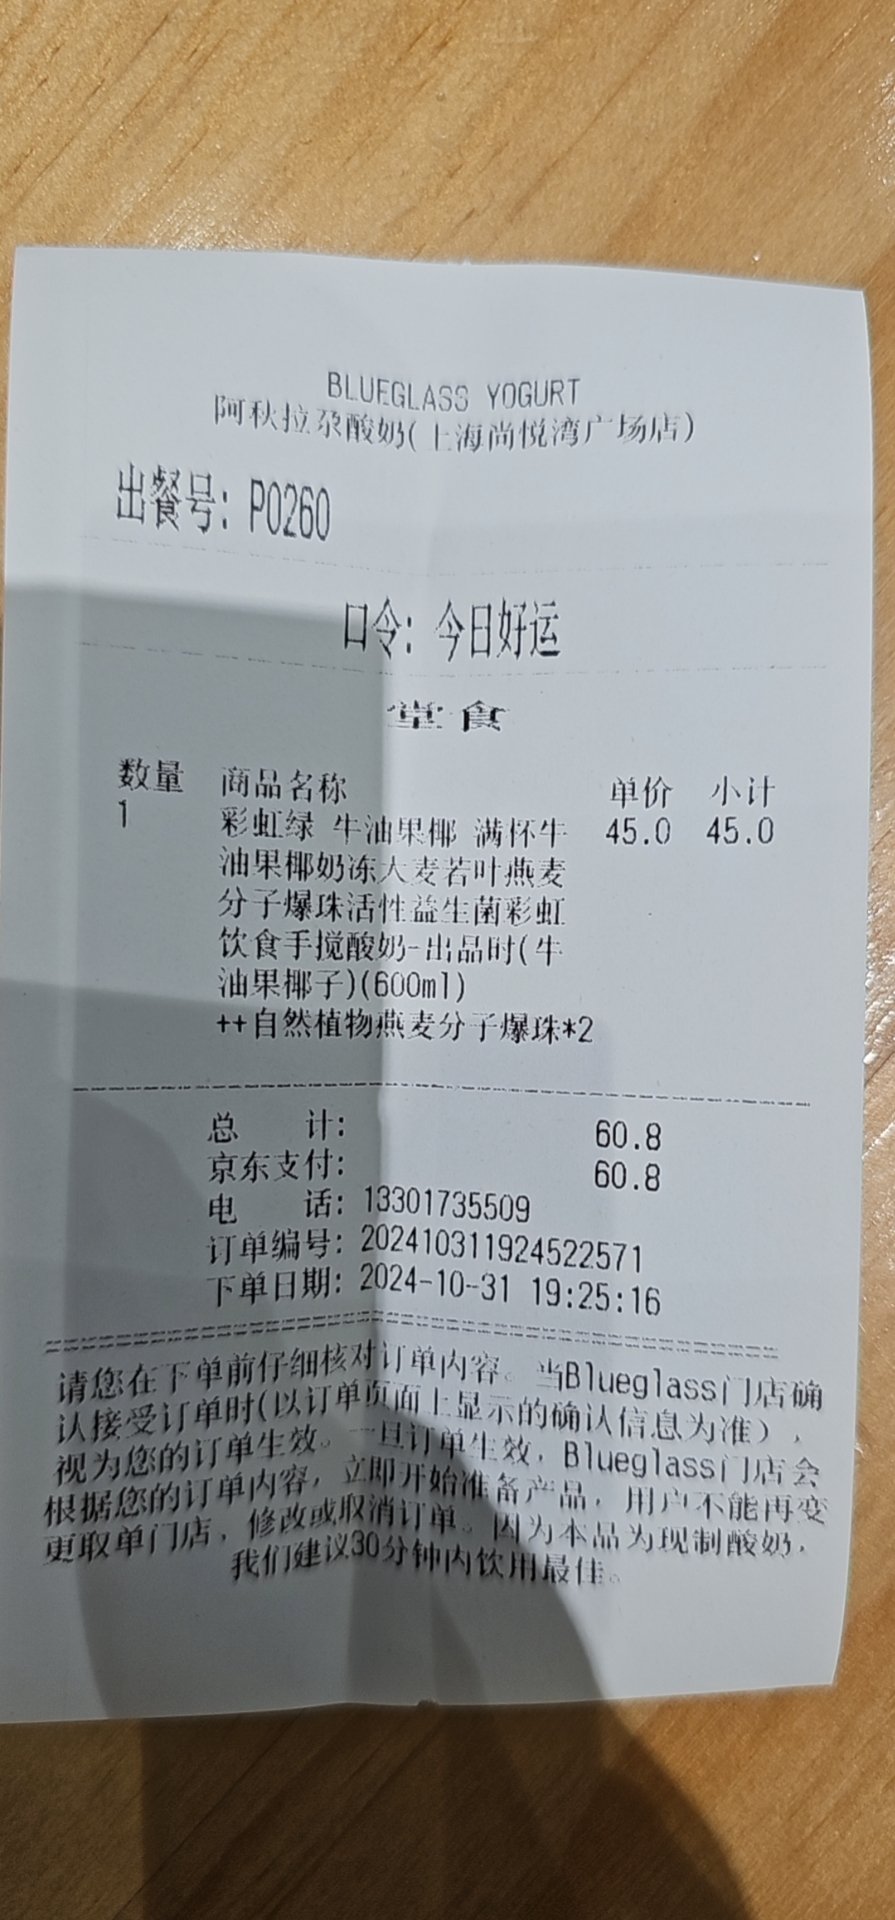 BLUEGLASS YOGURT
阿秋拉尕酸奶(上海尚悦湾广场店)
出餐号: P0260
口令: 今日好运
堂食
数量 商品名称 单价 小计
1 彩虹绿 牛油果椰 满杯牛 45.0 45.0
油果椰奶冻大麦若叶燕麦
分子爆珠活性益生菌彩虹
饮食手搅酸奶-出品时(牛
油果椰子)(600ml)
++自然植物燕麦分子爆珠*2
总 计: 60.8
京东支付: 60.8
电 话: 13301735509
订单编号: 202410311924522571
下单日期: 2024-10-31 19:25:16
请您在下单前仔细核对订单内容。当Blueglass门店确
认接受订单时(以订单页面上显示的确认信息为准),
视为您的订单生效。一旦订单生效, Blueglass门店会
根据您的订单内容, 立即开始准备产品, 用户不能再变
更取单门店, 修改或取消订单。因为本品为现制酸奶,
我们建议30分钟内饮用最佳。